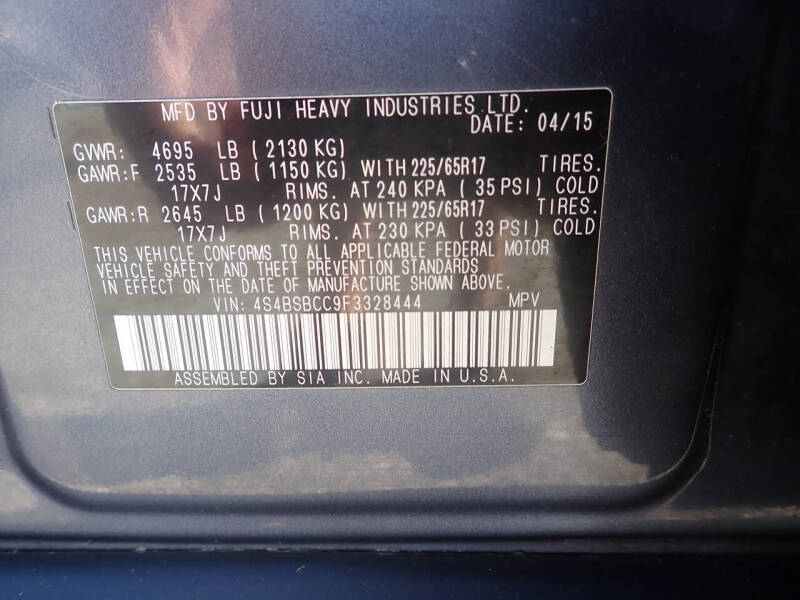 MFD BY FUJI HEAVY INDUSTRIES LTD.
DATE: 04/15
GVWR: 4695 LB ( 2130 KG)
GAWR:F 2535 LB ( 1150 KG) WITH 225/65R17 TIRES.
17X7J RIMS. AT 240 KPA ( 35 PSI) COLD
GAWR:R 2645 LB ( 1200 KG) WITH 225/65R17 TIRES.
17X7J RIMS. AT 230 KPA ( 33 PSI) COLD
THIS VEHICLE CONFORMS TO ALL APPLICABLE FEDERAL MOTOR
VEHICLE SAFETY AND THEFT PREVENTION STANDARDS
IN EFFECT ON THE DATE OF MANUFACTURE SHOWN ABOVE.
VIN: 4S4BSBCC9F3328444 MPV
ASSEMBLED BY SIA INC. MADE IN U.S.A.